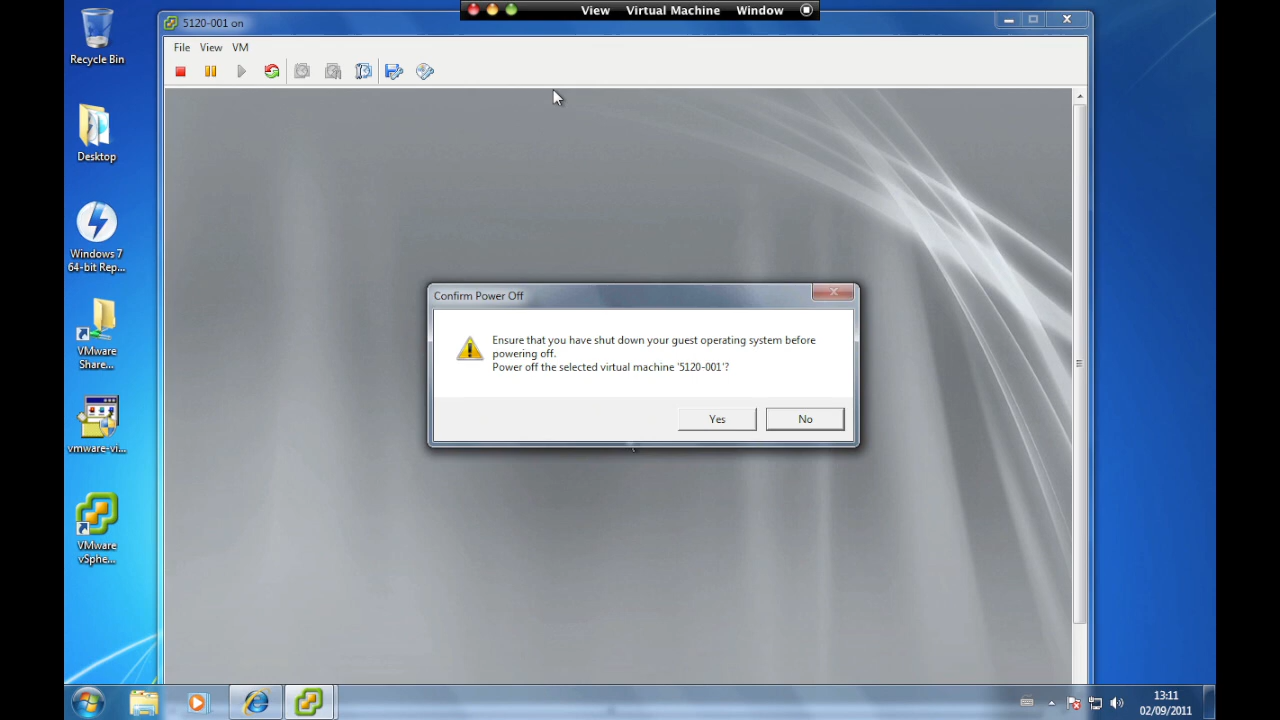 View Virtual Machine Window
5120-001 on
File View VM
Recycle Bin
Desktop
Windows 7
64-bit Rep...
VMware
Share...
vmware-vi...
VMware
vSphe...
Confirm Power Off
Ensure that you have shut down your guest operating system before
powering off.
Power off the selected virtual machine '5120-001'?
Yes No
13:11
02/09/2011